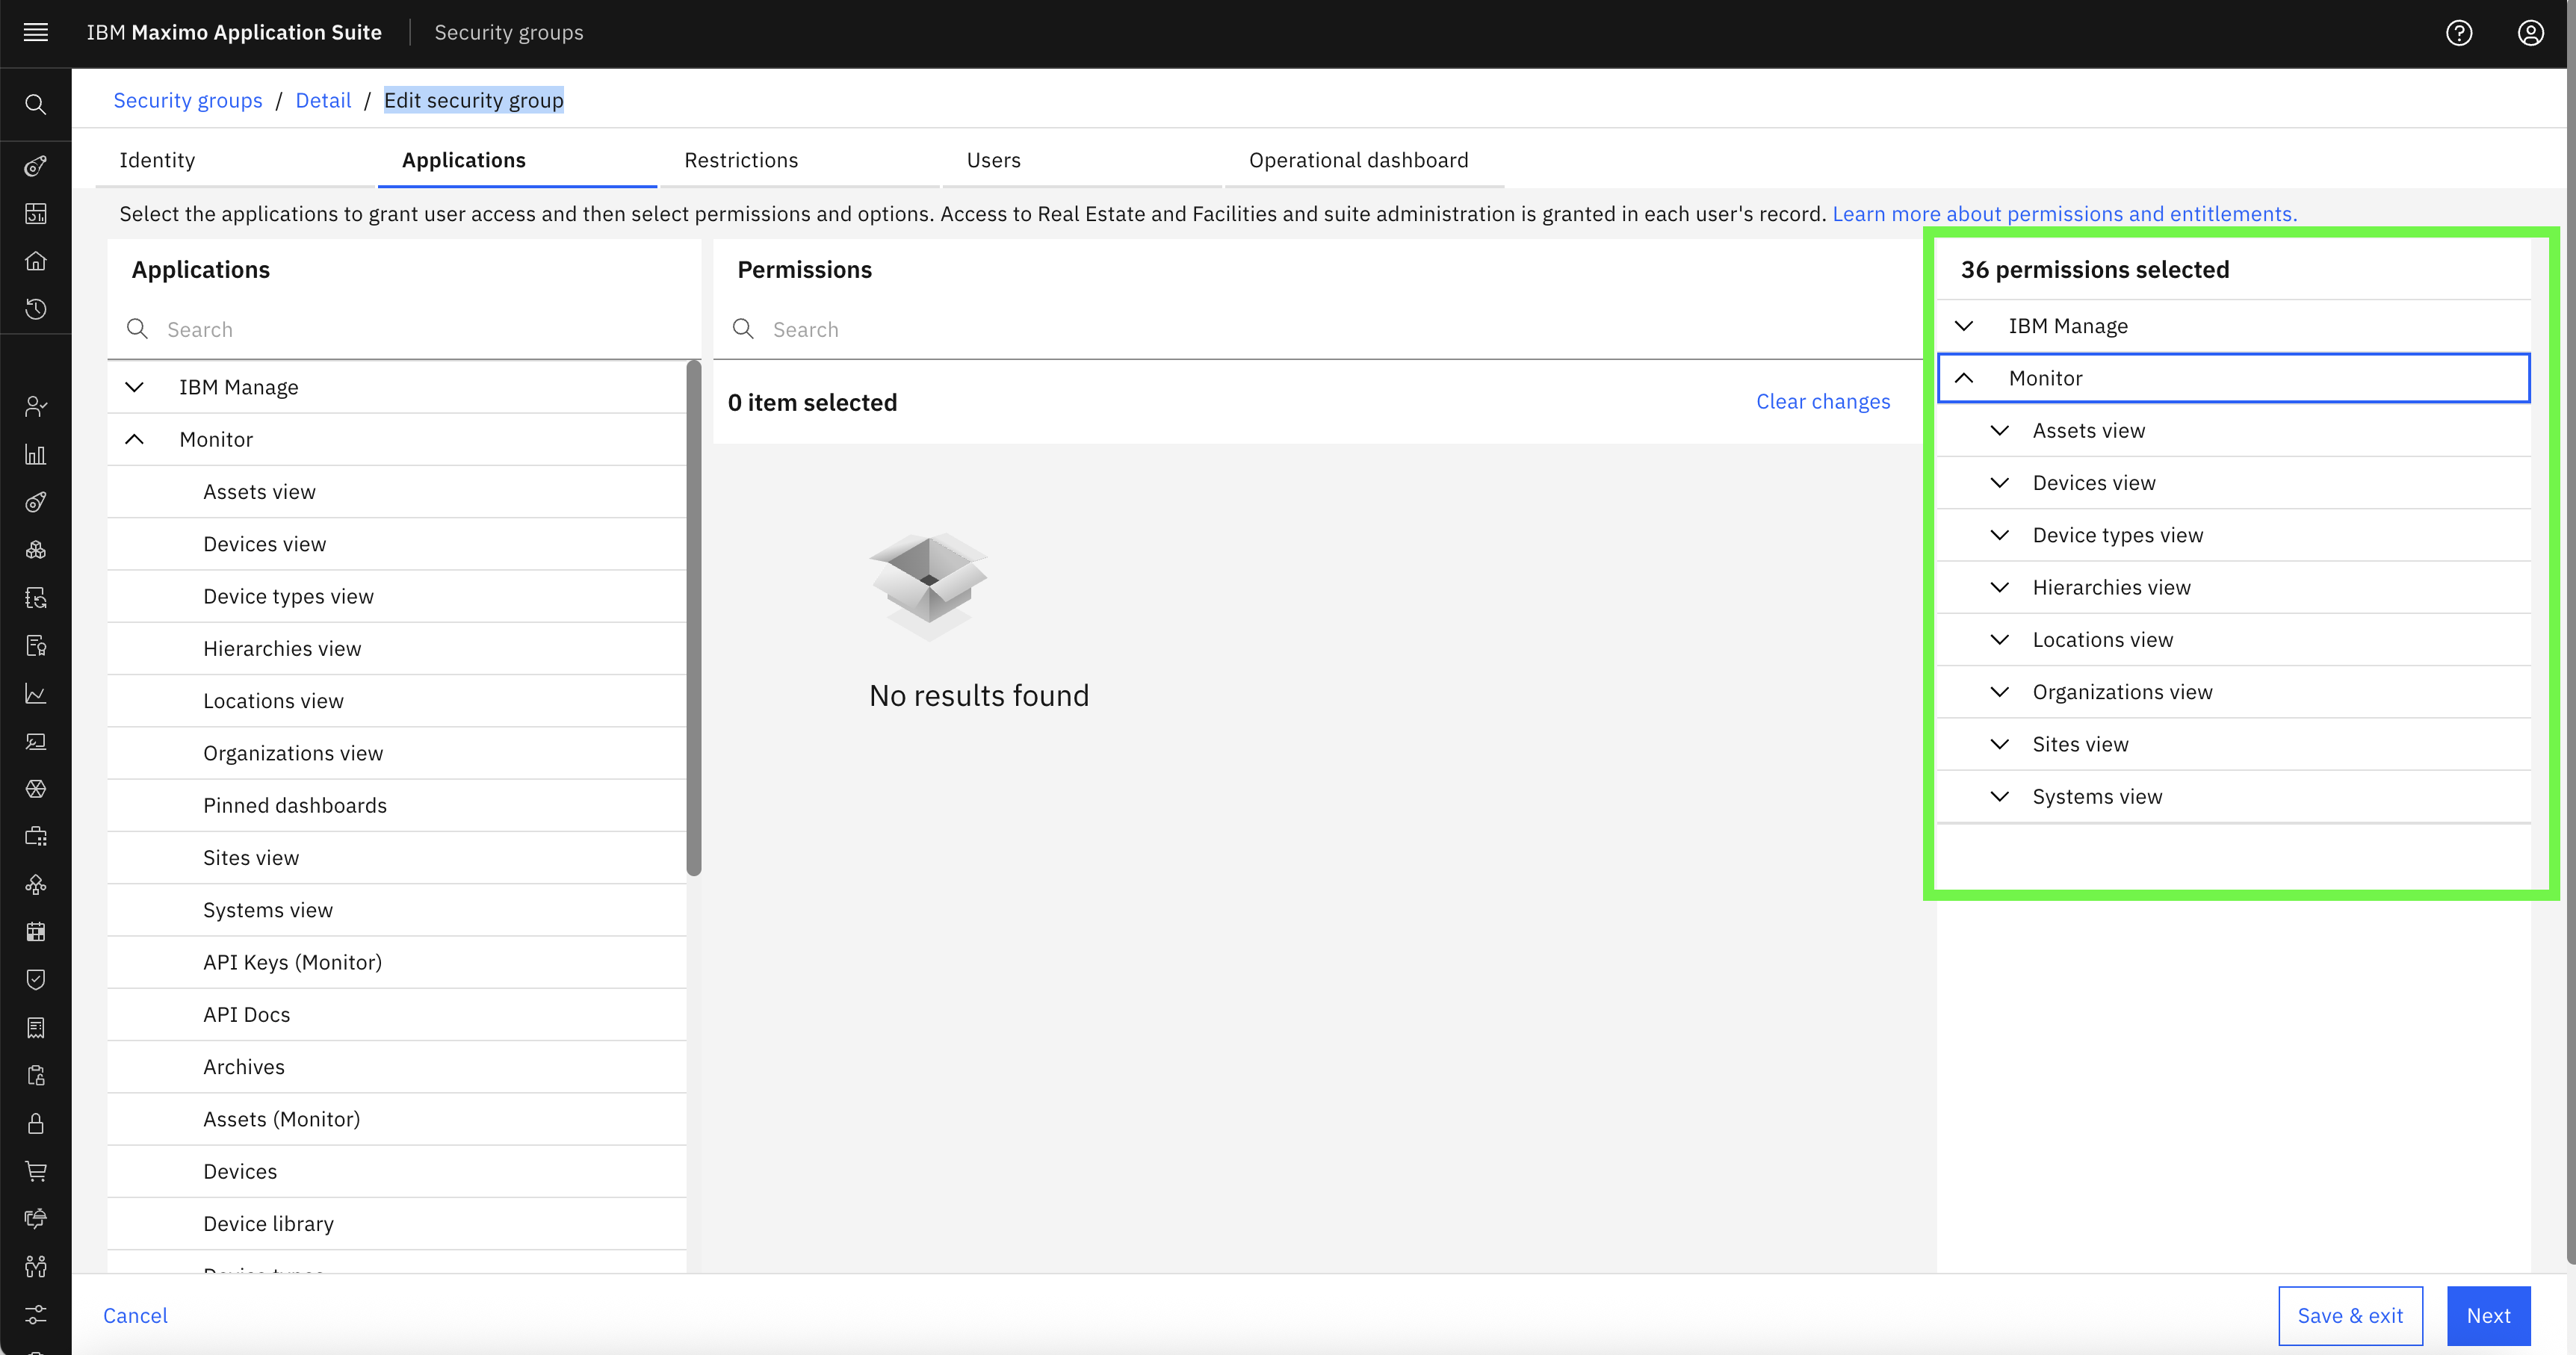 IBM Maximo Application Suite | Security groups
Security groups / Detail / Edit security group
Identity
Applications
Restrictions
Users
Operational dashboard
Select the applications to grant user access and then select permissions and options. Access to Real Estate and Facilities and suite administration is granted in each user's record. Learn more about permissions and entitlements.
Applications
Search
IBM Manage
Monitor
Assets view
Devices view
Device types view
Hierarchies view
Locations view
Organizations view
Pinned dashboards
Sites view
Systems view
API Keys (Monitor)
API Docs
Archives
Assets (Monitor)
Devices
Device library
Device types
Permissions
Search
0 item selected
Clear changes
No results found
36 permissions selected
IBM Manage
Monitor
Assets view
Devices view
Device types view
Hierarchies view
Locations view
Organizations view
Sites view
Systems view
Cancel
Save & exit
Next